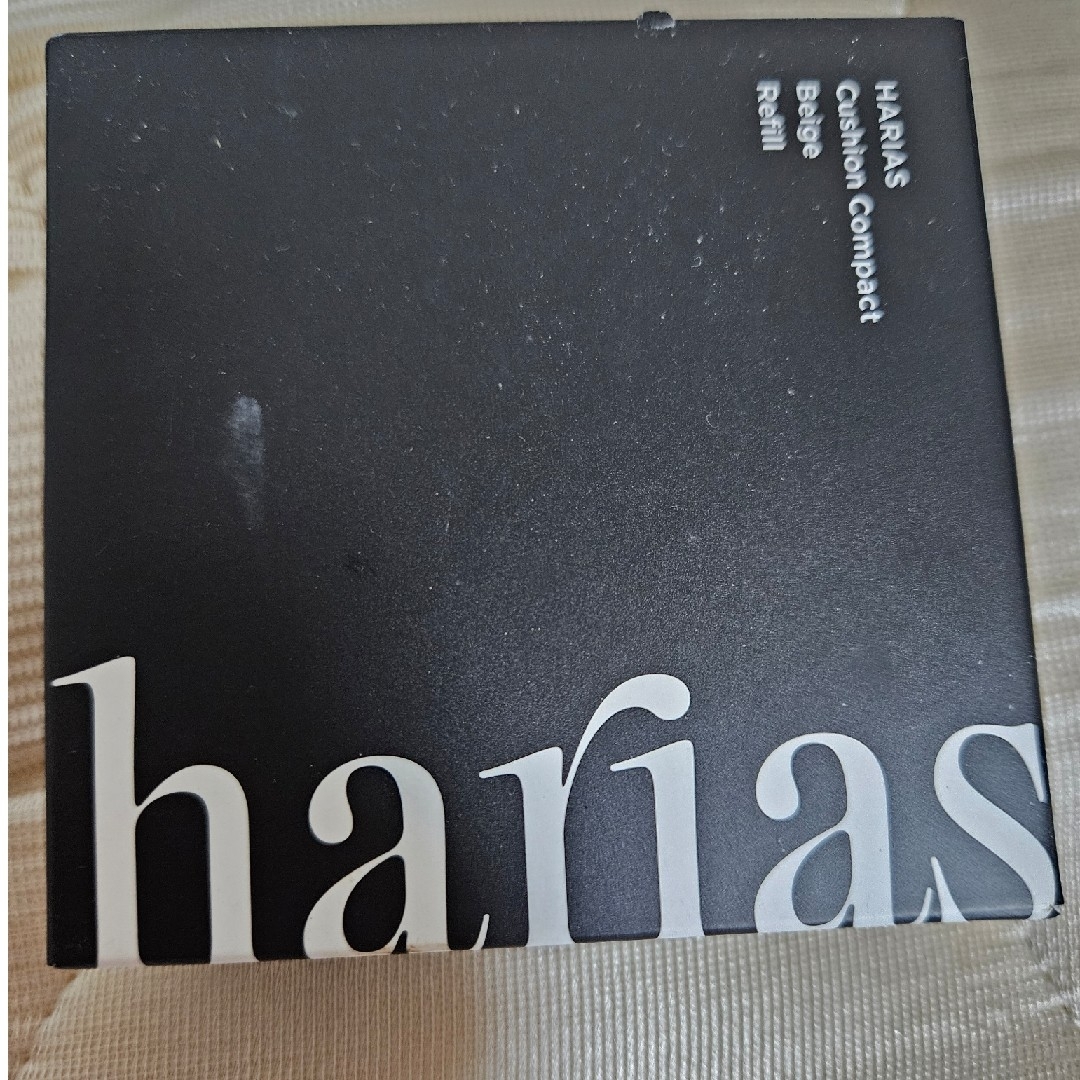 HARIAS
Cushion Compact
Beige
Refill
harias